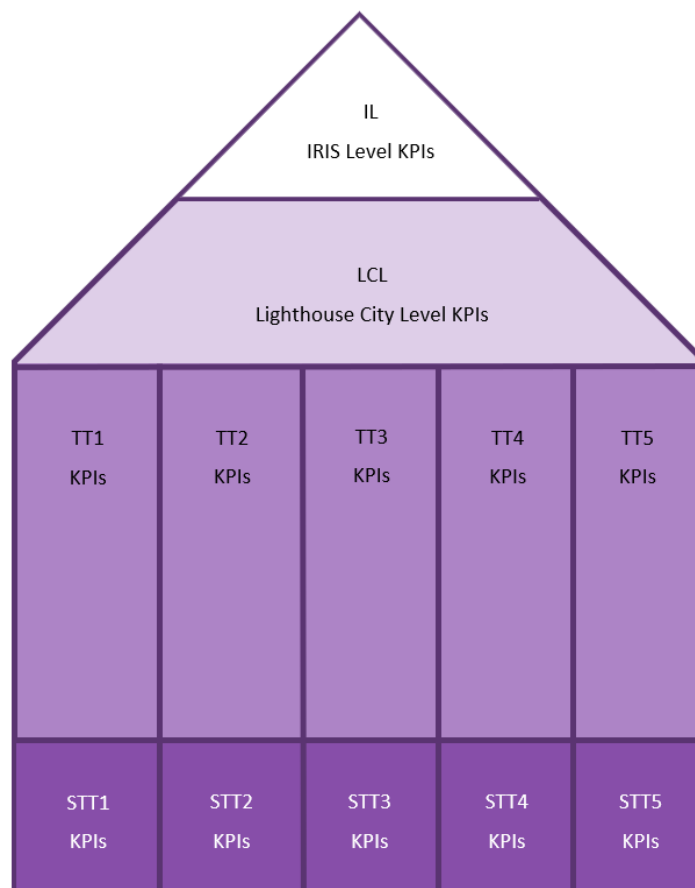 IL
IRIS Level KPIs
LCL
Lighthouse City Level KPIs
TT1
KPIs
TT2
KPIs
TT3
KPIs
TT4
KPIs
TT5
KPIs
STT1
KPIs
STT2
KPIs
STT3
KPIs
STT4
KPIs
STT5
KPIs